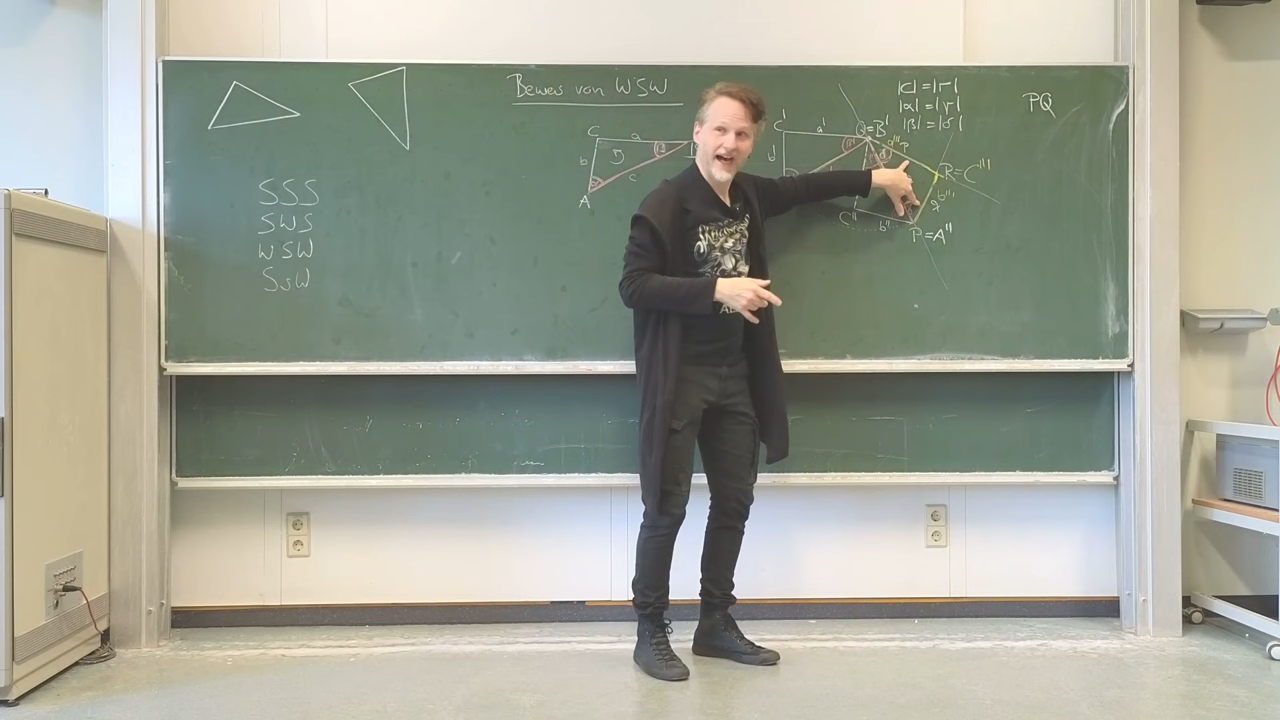 Beweis von WSW
|c| = |r|
|α| = |γ|
|β| = |δ|
PQ
SSS
SWS
WSW
SsW
C a
b c
A
C' a' Q=B'
a''' p
R=C'''
b''' q
C'' b''
P=A''